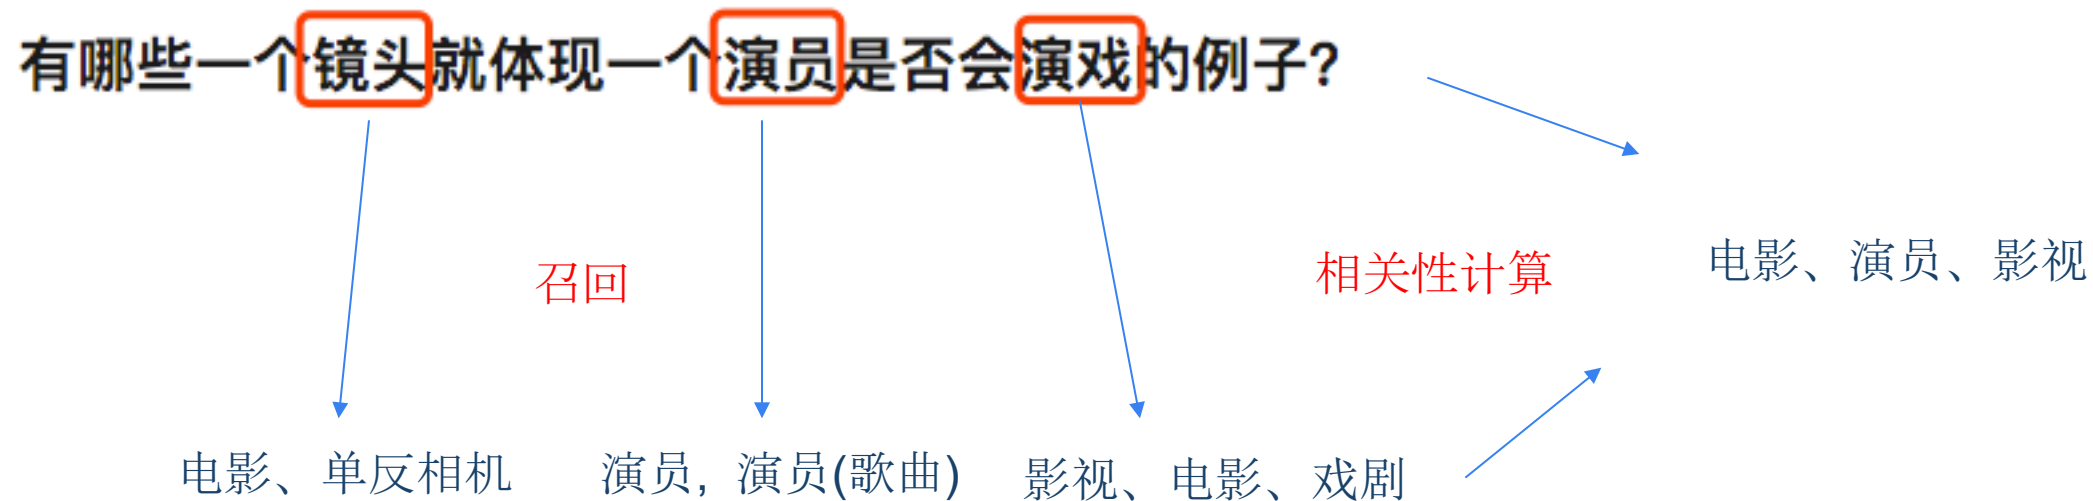 有哪些一个镜头就体现一个演员是否会演戏的例子?
召回
相关性计算
电影、演员、影视
电影、单反相机
演员, 演员(歌曲)
影视、电影、戏剧